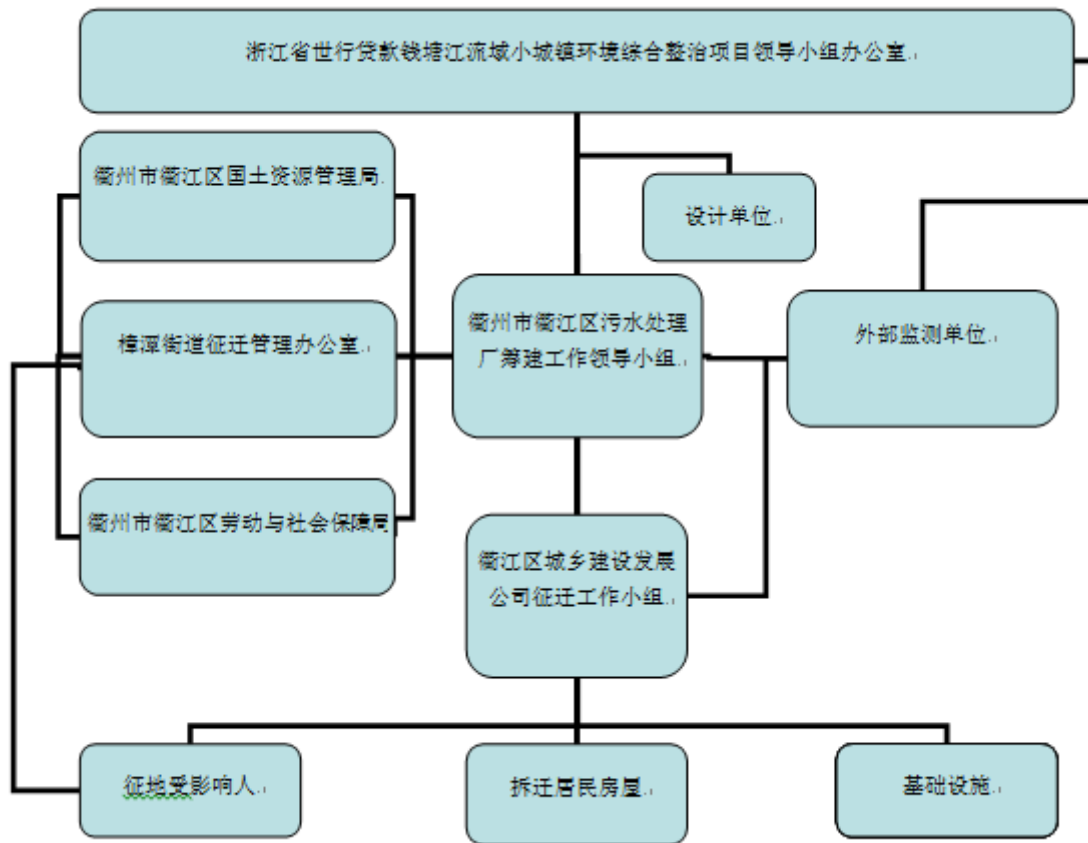 浙江省世行贷款钱塘江流域小城镇环境综合整治项目领导小组办公室
衢州市衢江区国土资源管理局
设计单位
樟潭街道征迁管理办公室
衢州市衢江区污水处理
厂筹建工作领导小组
外部监测单位
衢州市衢江区劳动与社会保障局
衢江区城乡建设发展
公司征迁工作小组
征地受影响人
拆迁居民房屋
基础设施